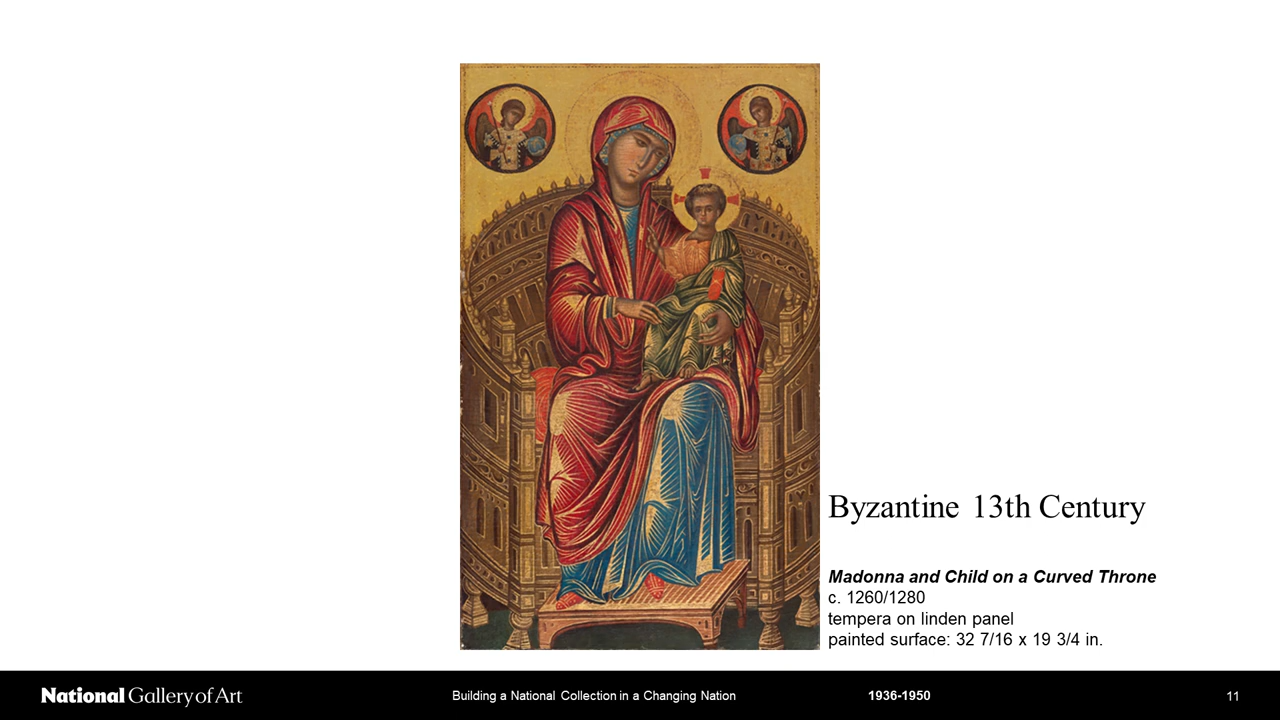 Byzantine 13th Century
Madonna and Child on a Curved Throne
c. 1260/1280
tempera on linden panel
painted surface: 32 7/16 x 19 3/4 in.
National Gallery of Art
Building a National Collection in a Changing Nation
1936-1950
11